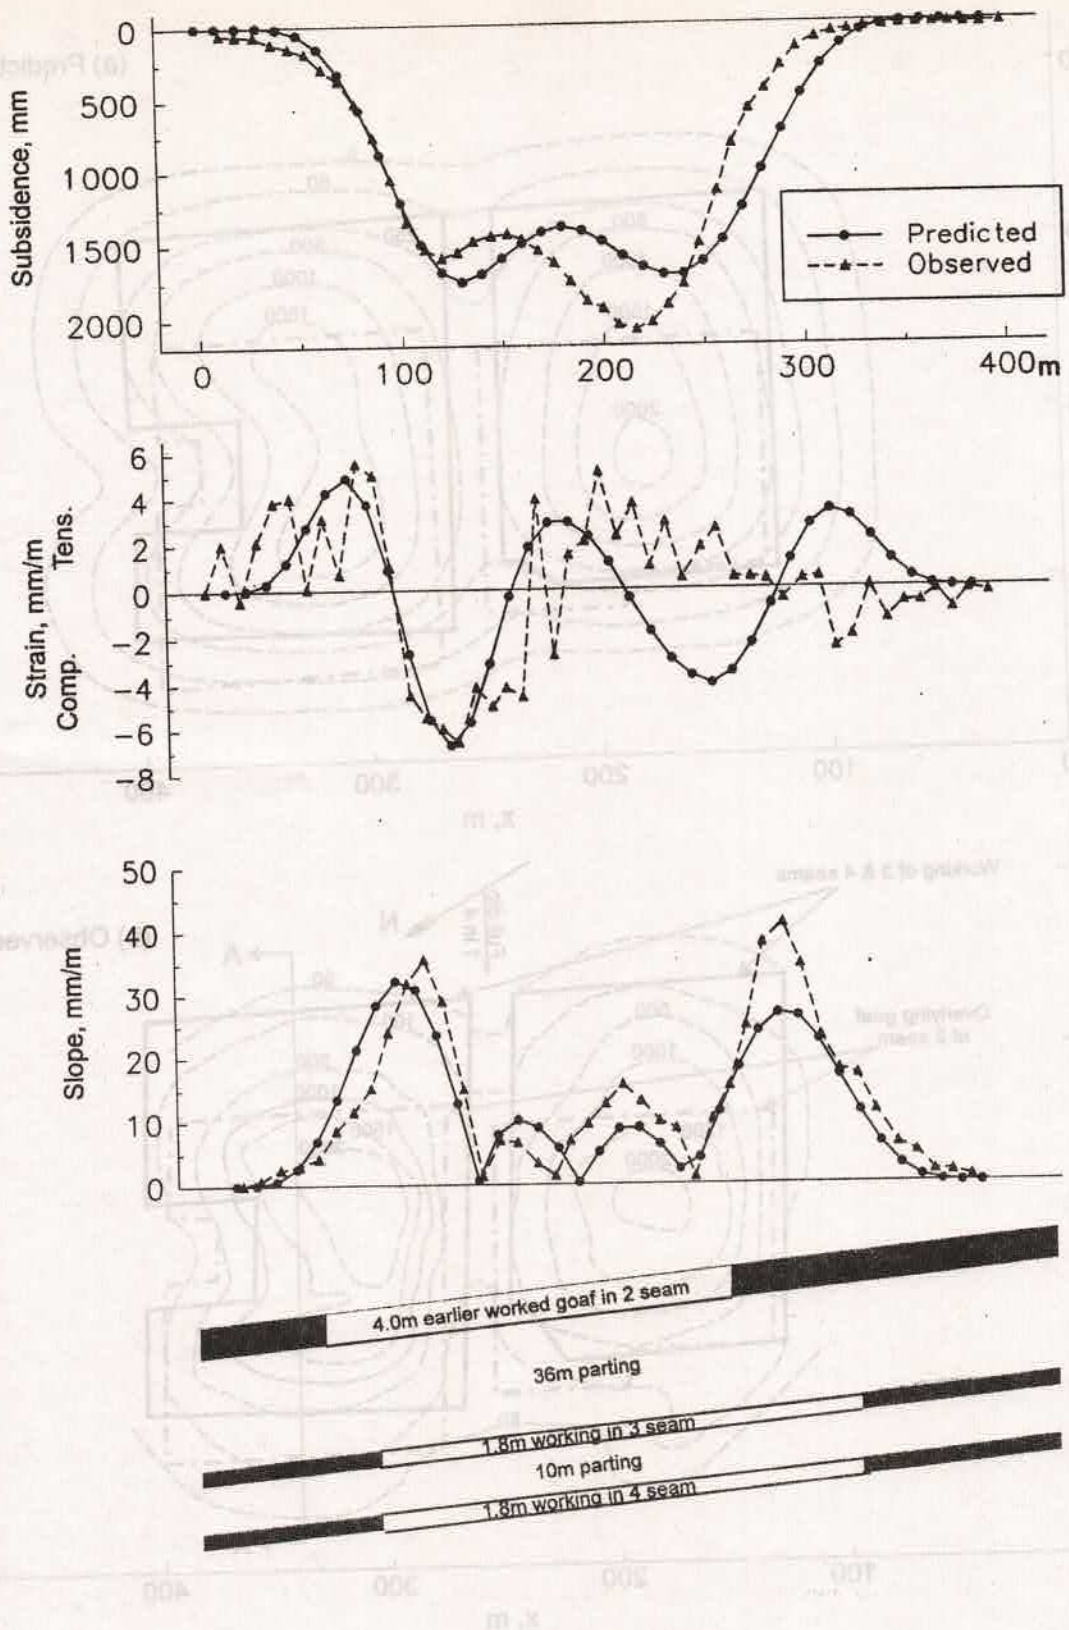 0
500
1000
1500
2000
Subsidence, mm
Predicted
Observed
0 100 200 300 400m
6
4
2
0
−2
−4
−6
−8
Strain, mm/m
Comp. Tens.
50
40
30
20
10
0
Slope, mm/m
4.0m earlier worked goaf in 2 seam
36m parting
1.8m working in 3 seam
10m parting
1.8m working in 4 seam